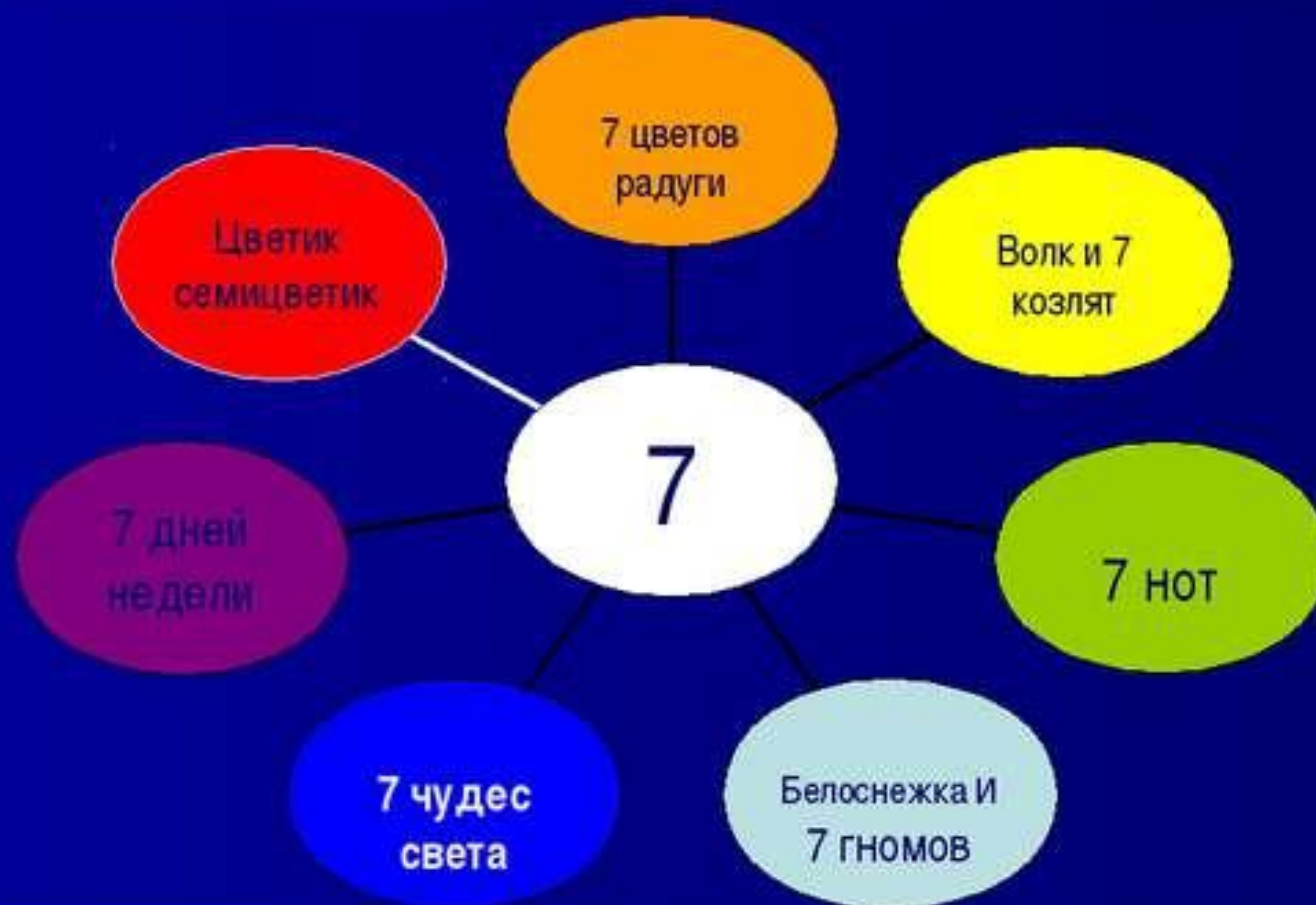 7 цветов
радуги
Цветик
семицветик
Волк и 7
козлят
7
7 дней
недели
7 нот
7 чудес
света
Белоснежка И
7 гномов